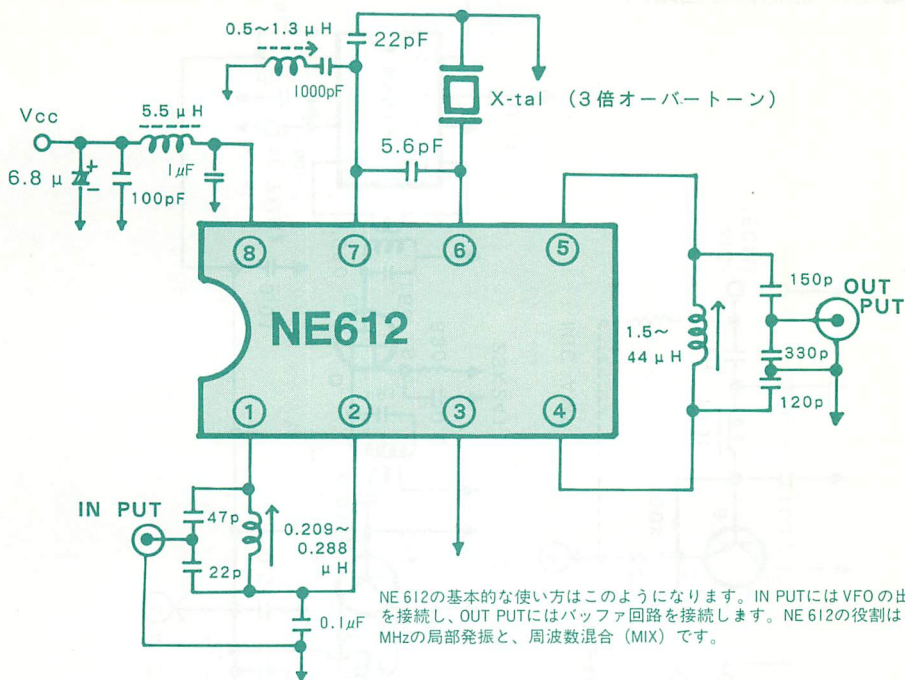 0.5~1.3μH
22pF
1000pF
X-tal (3倍オーバートーン)
Vcc
5.5μH
5.6pF
6.8μ
+
-
100pF
1μF
⑧ ⑦ ⑥ ⑤
NE612
① ② ③ ④
150p
OUT
PUT
1.5~
44μH
330p
120p
IN PUT
47p
22p
0.209~
0.288
μH
0.1μF
NE612の基本的な使い方はこのようになります。IN PUTにはVFOの出
を接続し、OUT PUTにはバッファ回路を接続します。NE612の役割は
MHzの局部発振と、周波数混合 (MIX) です。